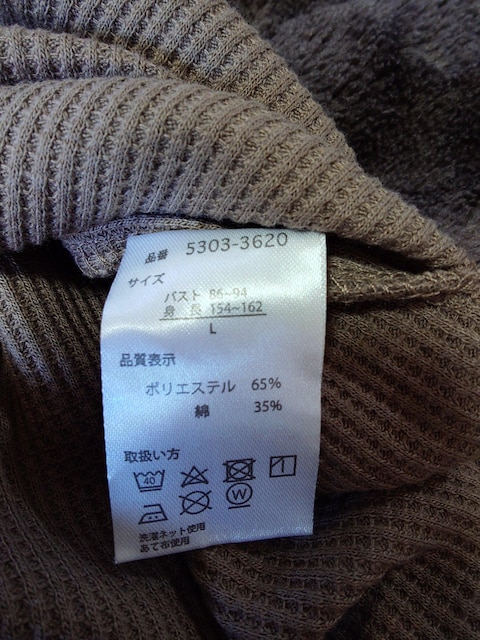 品番 5303-3620
サイズ
バスト 86~94
身 長 154~162
L
品質表示
ポリエステル 65%
綿 35%
取扱い方
40
W
洗濯ネット使用
あて布使用